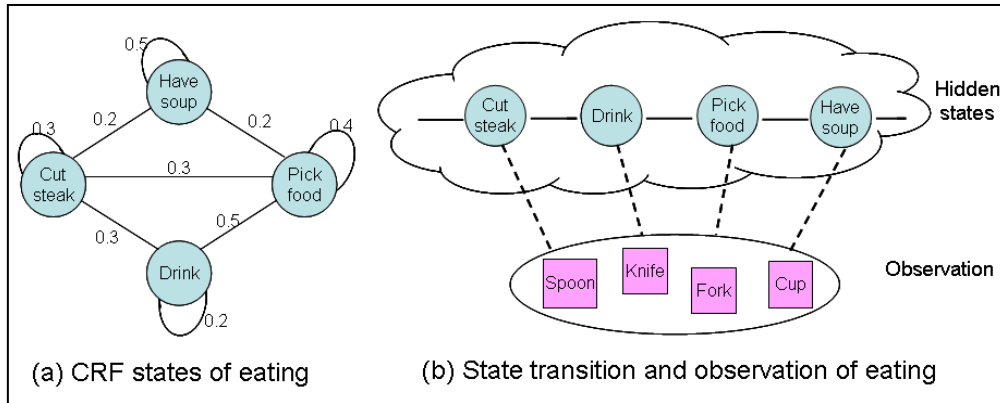 0.5
Have
soup
0.3
0.2
0.2
0.4
Cut
steak
0.3
Pick
food
0.3
0.5
Drink
0.2
(a) CRF states of eating
Cut
steak
Drink
Pick
food
Have
soup
Hidden
states
Spoon
Knife
Fork
Cup
Observation
(b) State transition and observation of eating